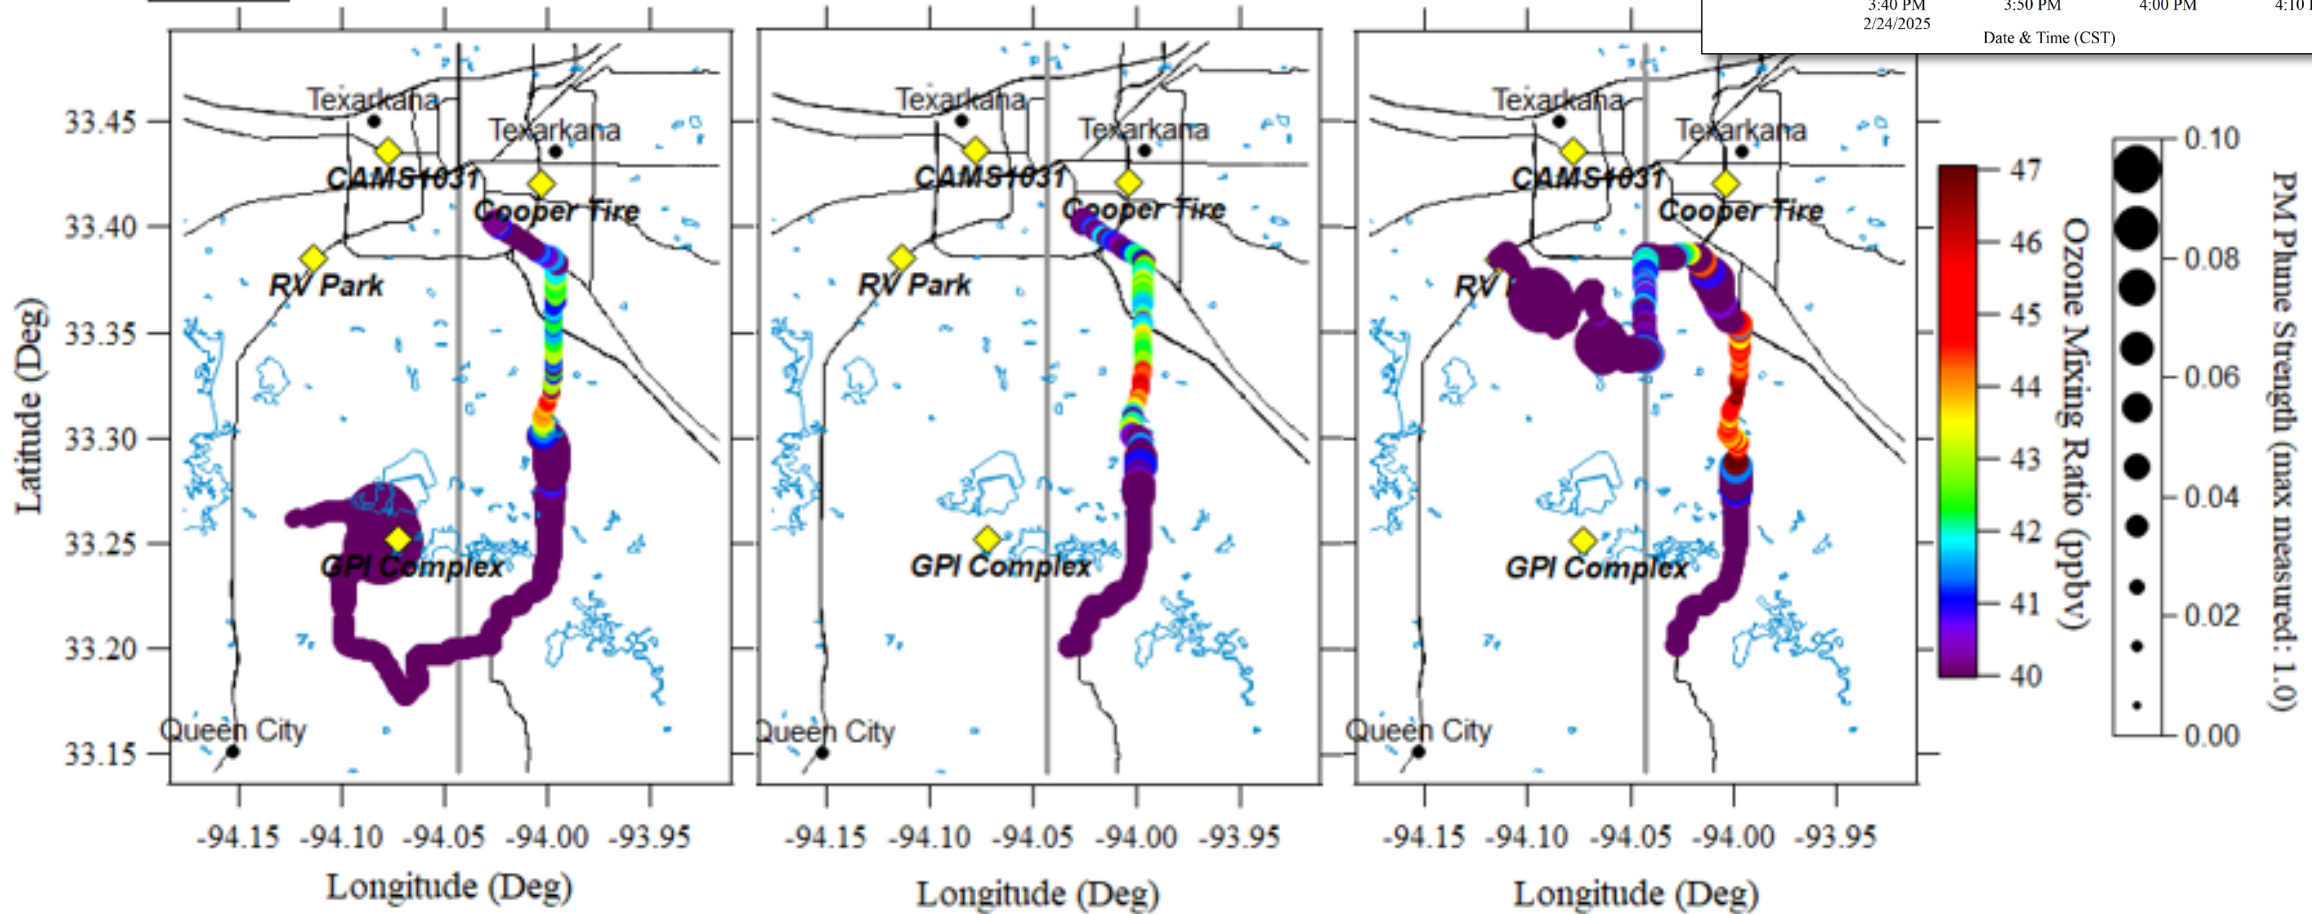 3:40 PM 3:50 PM 4:00 PM 4:10
2/24/2025
Date & Time (CST)
Latitude (Deg)
33.45
33.40
33.35
33.30
33.25
33.20
33.15
Texarkana
Texarkana
CAMS1031
Cooper Tire
RV Park
GPI Complex
Queen City
-94.15 -94.10 -94.05 -94.00 -93.95
Longitude (Deg)
Texarkana
Texarkana
CAMS1031
Cooper Tire
RV Park
GPI Complex
Queen City
-94.15 -94.10 -94.05 -94.00 -93.95
Longitude (Deg)
Texarkana
Texarkana
CAMS1031
Cooper Tire
RV
GPI Complex
Queen City
-94.15 -94.10 -94.05 -94.00 -93.95
Longitude (Deg)
47
46
45
44
43
42
41
40
Ozone Mixing Ratio (ppbv)
0.10
0.08
0.06
0.04
0.02
0.00
PM Plume Strength (max measured: 1.0)